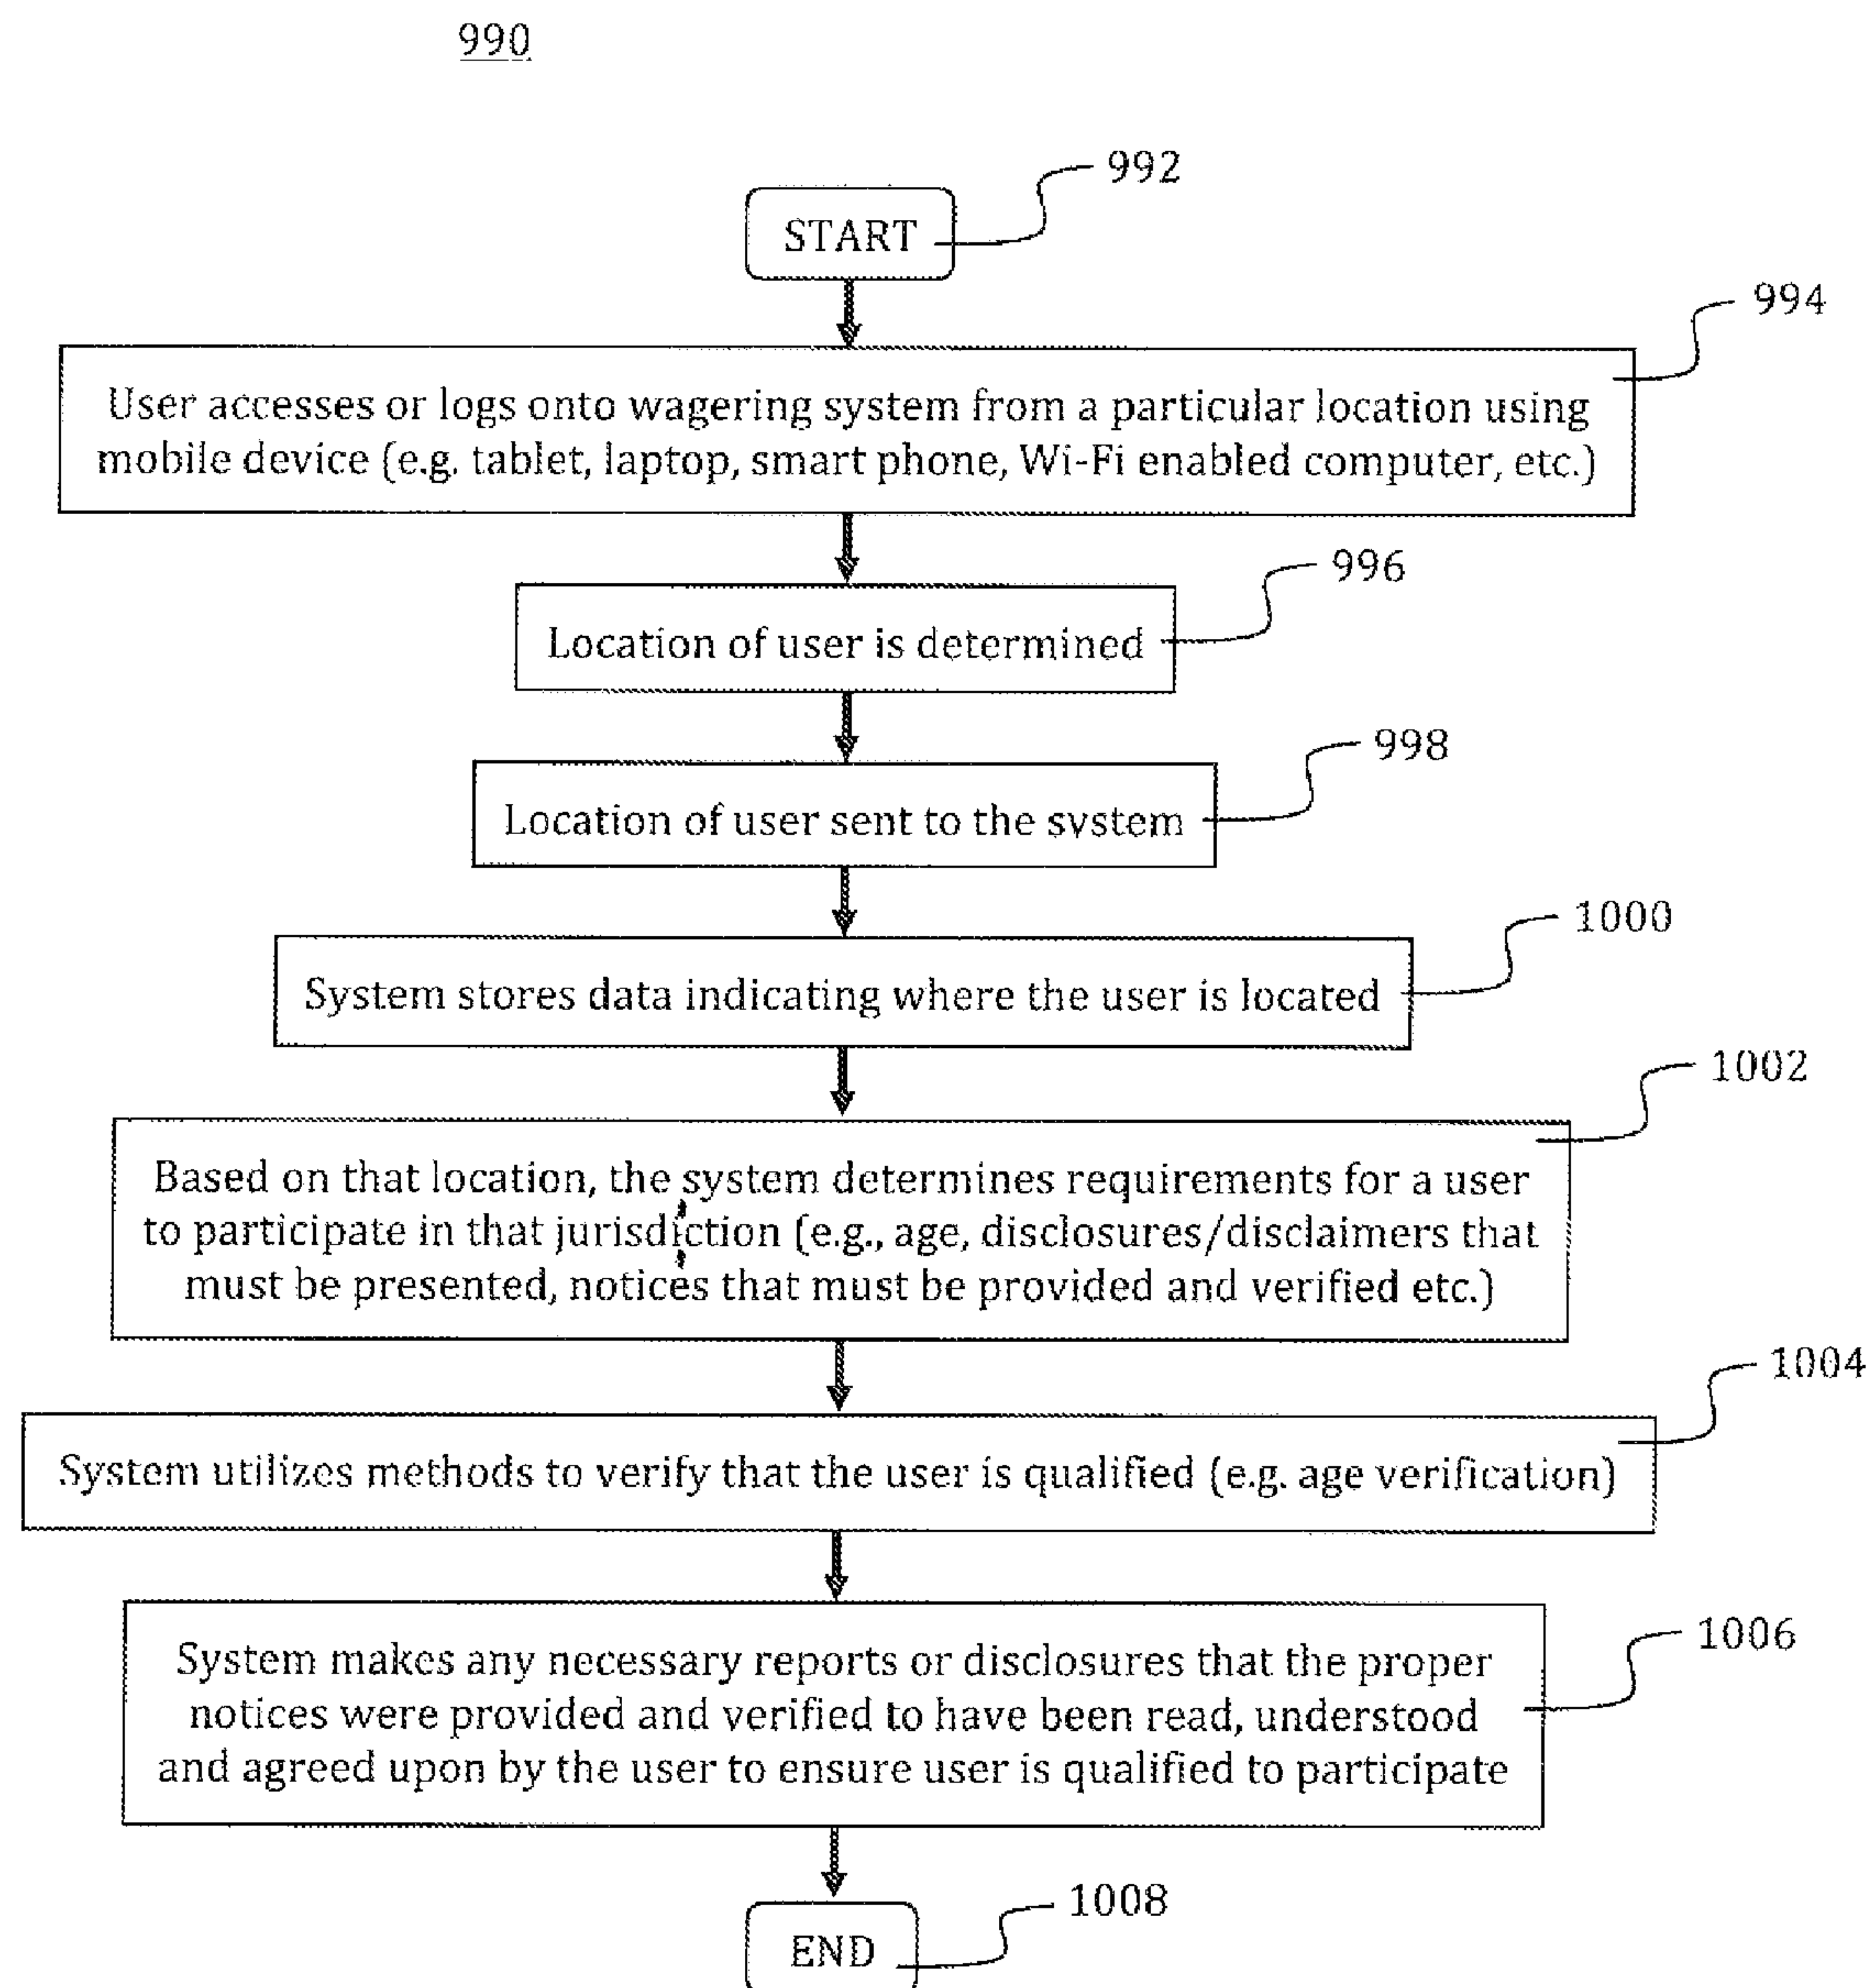 990
START
992
994
User accesses or logs onto wagering system from a particular location using
mobile device (e.g. tablet, laptop, smart phone, Wi-Fi enabled computer, etc.)
996
Location of user is determined
998
Location of user sent to the system
1000
System stores data indicating where the user is located
1002
Based on that location, the system determines requirements for a user
to participate in that jurisdiction (e.g., age, disclosures/disclaimers that
must be presented, notices that must be provided and verified etc.)
1004
System utilizes methods to verify that the user is qualified (e.g. age verification)
1006
System makes any necessary reports or disclosures that the proper
notices were provided and verified to have been read, understood
and agreed upon by the user to ensure user is qualified to participate
1008
END